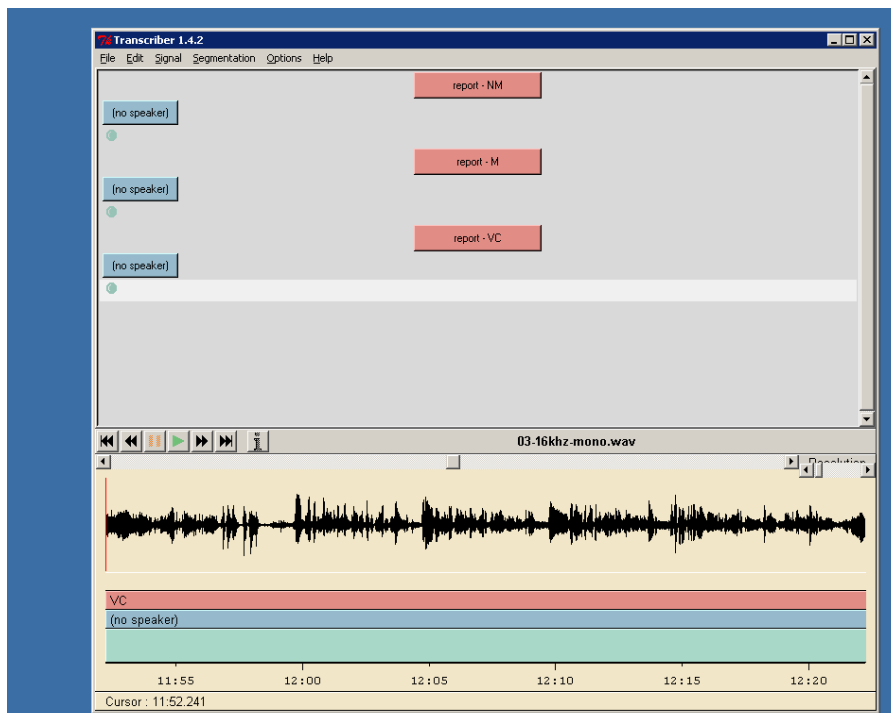 Transcriber 1.4.2
File Edit Signal Segmentation Options Help
report - NM
(no speaker)
report - M
(no speaker)
report - VC
(no speaker)
i
03-16khz-mono.wav
Resolution
VC
(no speaker)
11:55 12:00 12:05 12:10 12:15 12:20
Cursor : 11:52.241